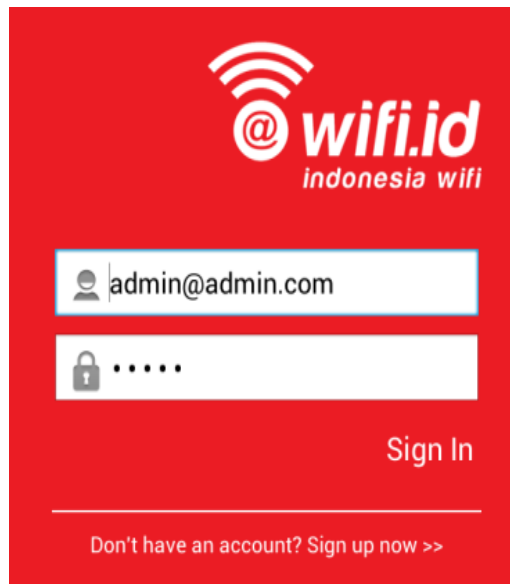 @ wifi.id
indonesia wifi
admin@admin.com
•••••
Sign In
Don't have an account? Sign up now >>